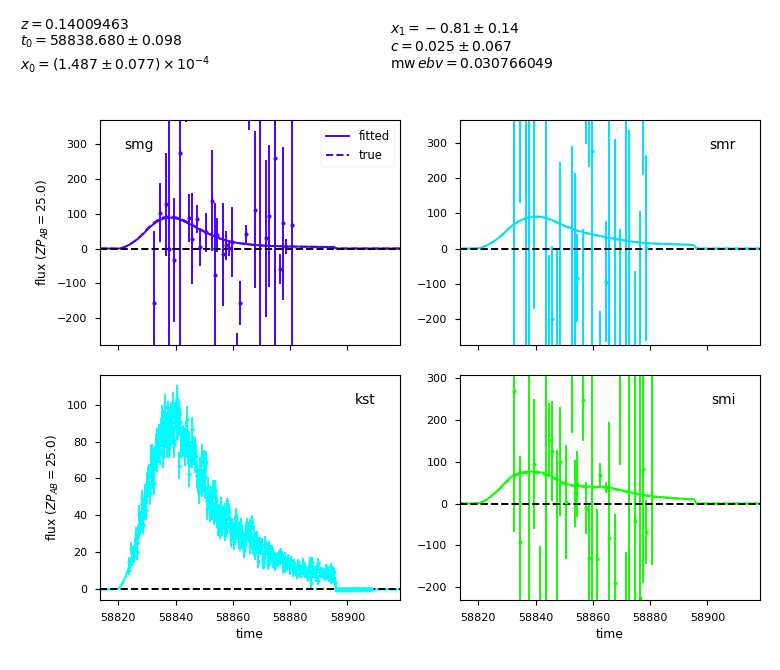 z = 0.14009463
t₀ = 58838.680 ± 0.098
x₀ = (1.487 ± 0.077) × 10⁻⁴
x₁ = −0.81 ± 0.14
c = 0.025 ± 0.067
mw ebv = 0.030766049
smg
fitted
true
300
200
100
0
−100
−200
flux (ZP_AB = 25.0)
smr
300
200
100
0
−100
−200
kst
100
80
60
40
20
0
flux (ZP_AB = 25.0)
58820 58840 58860 58880 58900
time
smi
300
200
100
0
−100
−200
58820 58840 58860 58880 58900
time